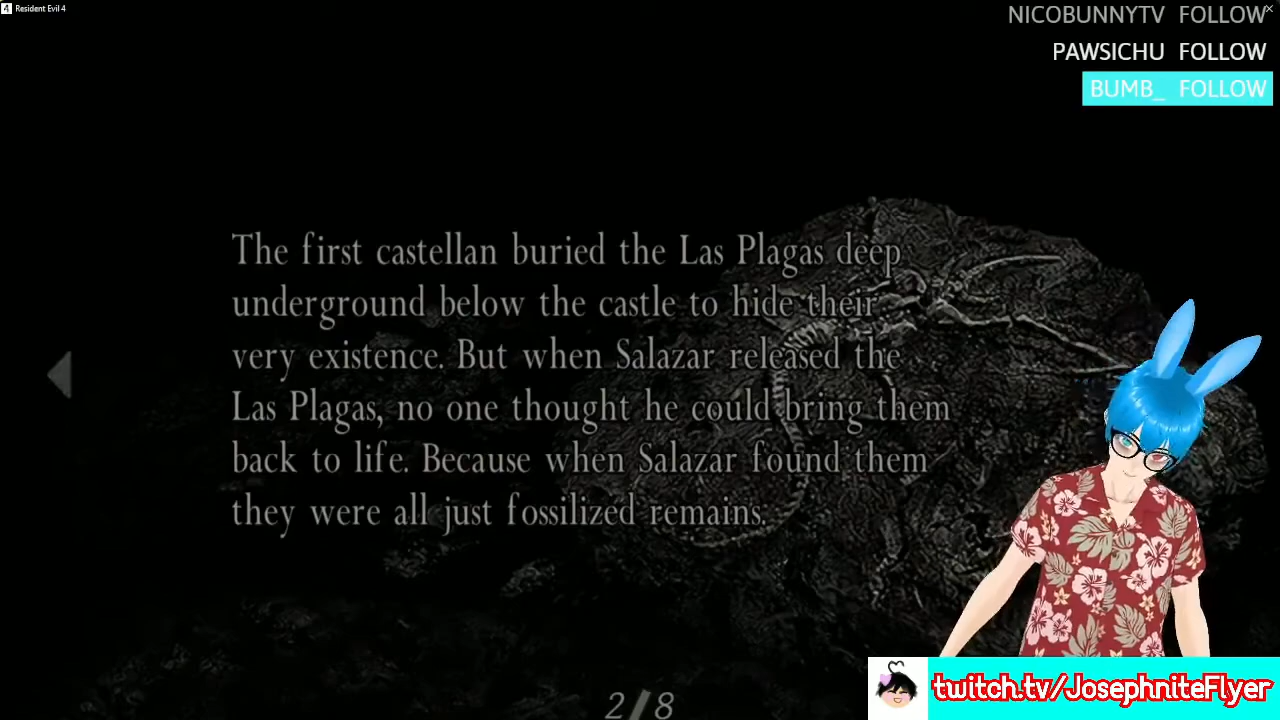 4 Resident Evil 4
NICOBUNNYTV FOLLOW
PAWSICHU FOLLOW
BUMB_ FOLLOW
The first castellan buried the Las Plagas deep
underground below the castle to hide their
very existence. But when Salazar released the
Las Plagas, no one thought he could bring them
back to life. Because when Salazar found them
they were all just fossilized remains.
2/8
twitch.tv/JosephniteFlyer